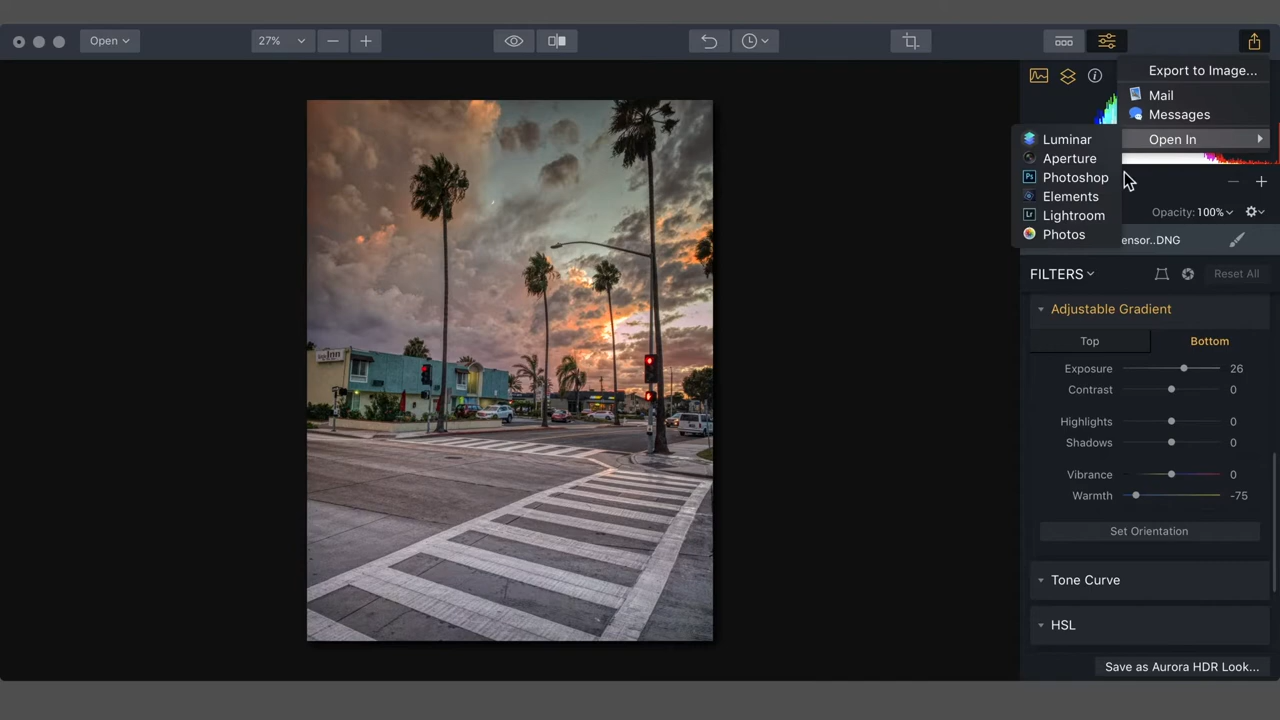 Open
27%
Export to Image...
Mail
Messages
Open In
Luminar
Aperture
Photoshop
Elements
Lightroom
Photos
Opacity: 100%
ensor..DNG
FILTERS
Reset All
Adjustable Gradient
Top
Bottom
Exposure 26
Contrast 0
Highlights 0
Shadows 0
Vibrance 0
Warmth -75
Set Orientation
Tone Curve
HSL
Save as Aurora HDR Look...
Inn